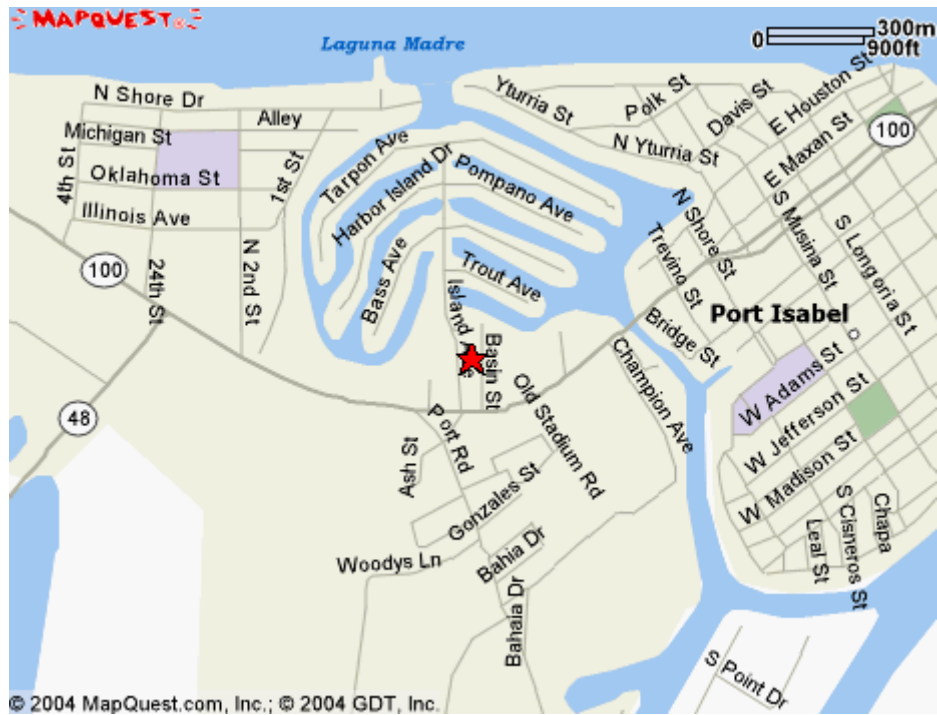 MAPQUEST®
Laguna Madre
0 300m
900ft
N Shore Dr
Alley
Michigan St
4th St
Oklahoma St
1st St
Illinois Ave
Tarpon Ave
Harbor Island Dr
Pompano Ave
Yturria St
Polk St
Davis St
E Houston St
N Yturria St
E Maxan St
100
N Shore St
S Musina St
S Longoria St
Trevino St
100
24th St
N 2nd St
Bass Ave
Trout Ave
Island Ave
Basin St
Bridge St
Port Isabel
Champion Ave
W Adams St
48
Old Stadium Rd
W Jefferson St
Port Rd
Ash St
W Madison St
Gonzales St
Woodys Ln
Bahia Dr
Bahaia Dr
Leal St
S Cisneros St
Chapa
S Point Dr
© 2004 MapQuest.com, Inc.; © 2004 GDT, Inc.